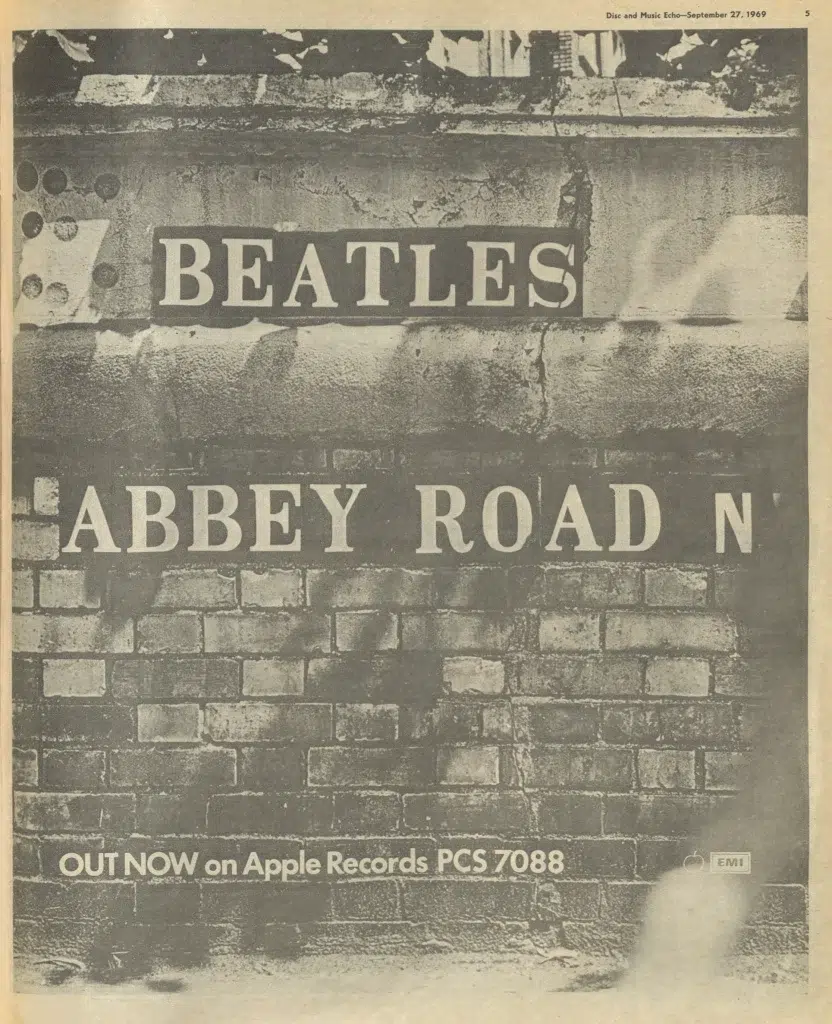 Disc and Music Echo—September 27, 1969 5
BEATLES
ABBEY ROAD N
OUT NOW on Apple Records PCS 7088
EMI